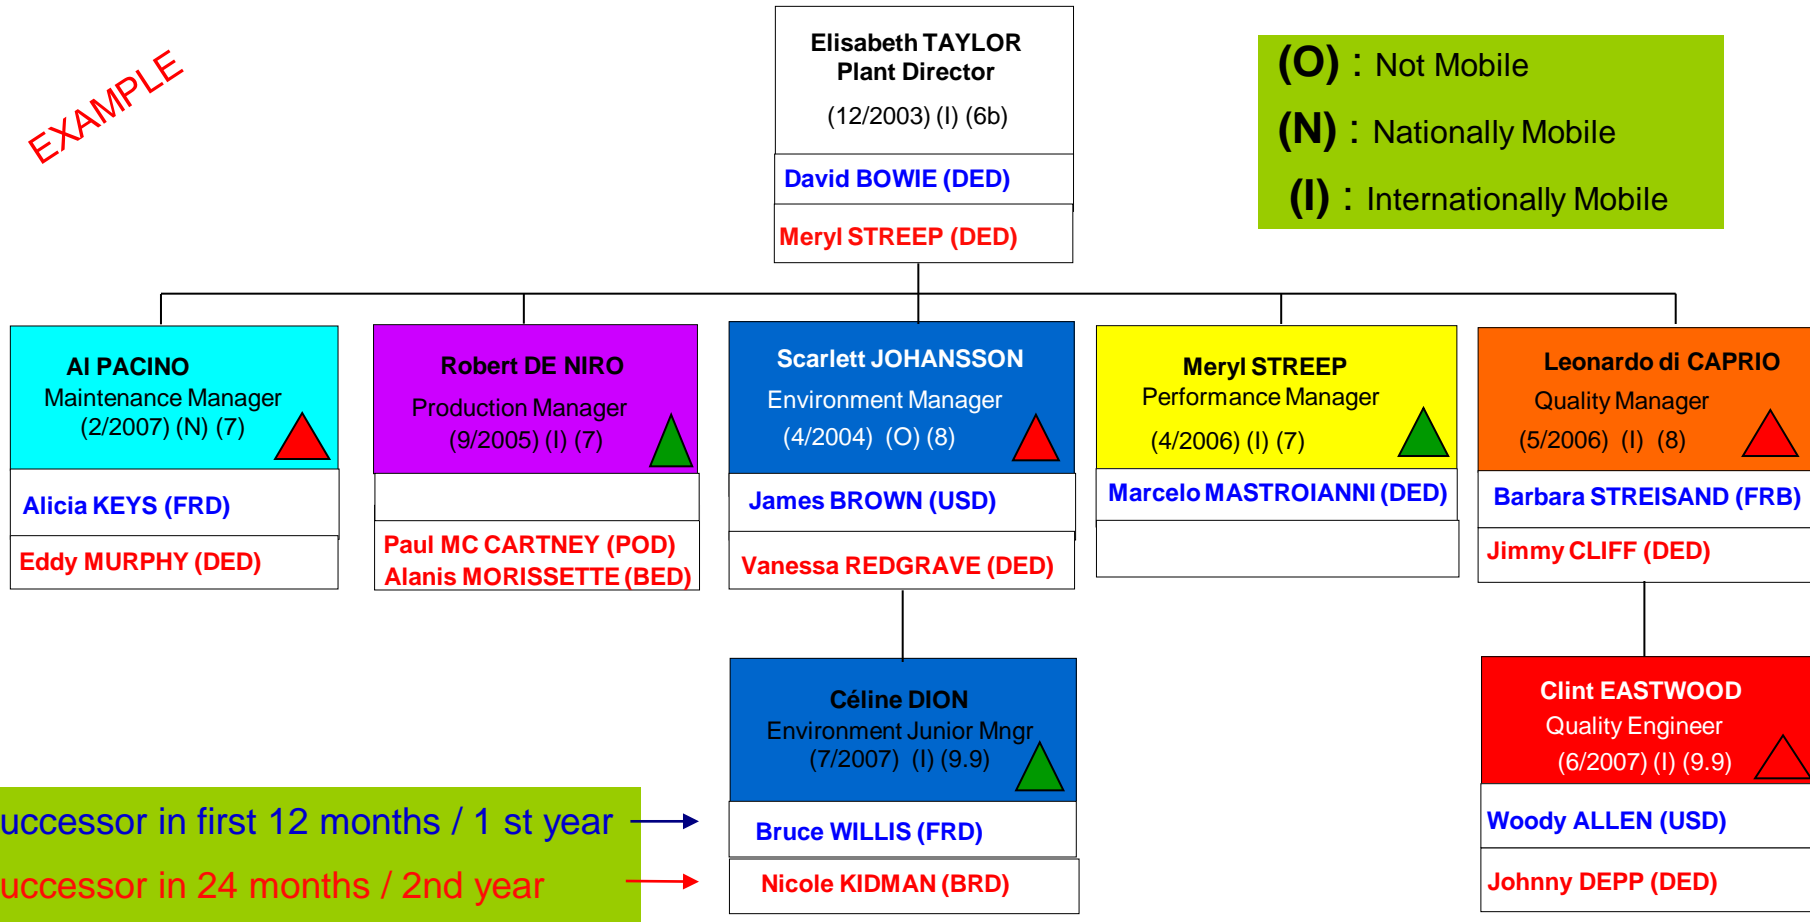 EXAMPLE
Elisabeth TAYLOR
Plant Director
(12/2003) (I) (6b)
David BOWIE (DED)
Meryl STREEP (DED)
(O) : Not Mobile
(N) : Nationally Mobile
(I) : Internationally Mobile
Al PACINO
Maintenance Manager
(2/2007) (N) (7)
Alicia KEYS (FRD)
Eddy MURPHY (DED)
Robert DE NIRO
Production Manager
(9/2005) (I) (7)
Paul MC CARTNEY (POD)
Alanis MORISSETTE (BED)
Scarlett JOHANSSON
Environment Manager
(4/2004) (O) (8)
James BROWN (USD)
Vanessa REDGRAVE (DED)
Meryl STREEP
Performance Manager
(4/2006) (I) (7)
Marcelo MASTROIANNI (DED)
Leonardo di CAPRIO
Quality Manager
(5/2006) (I) (8)
Barbara STREISAND (FRB)
Jimmy CLIFF (DED)
Céline DION
Environment Junior Mngr
(7/2007) (I) (9.9)
Bruce WILLIS (FRD)
Nicole KIDMAN (BRD)
Clint EASTWOOD
Quality Engineer
(6/2007) (I) (9.9)
Woody ALLEN (USD)
Johnny DEPP (DED)
uccessor in first 12 months / 1 st year
uccessor in 24 months / 2nd year